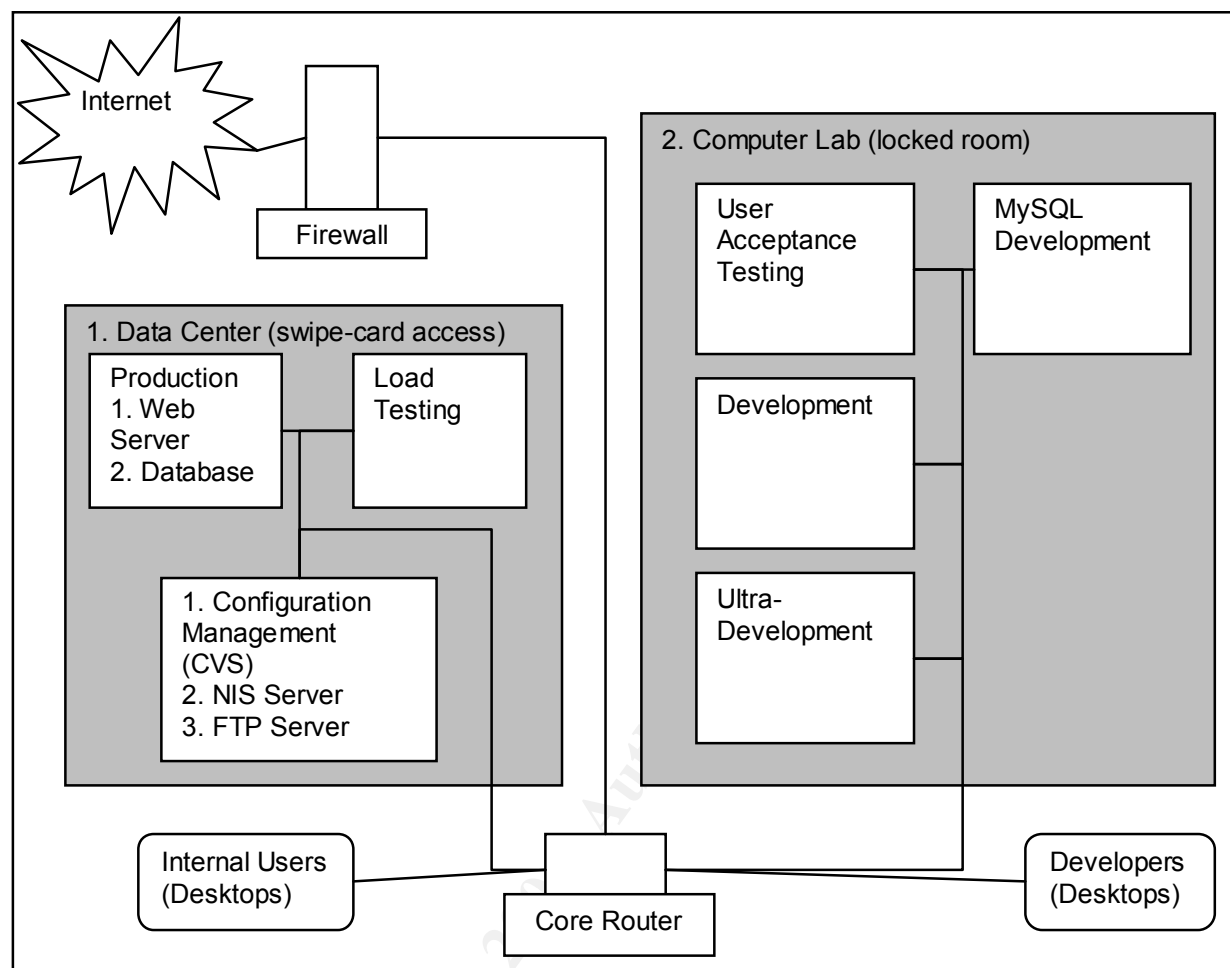 Internet
Firewall
1. Data Center (swipe-card access)
Production
1. Web
Server
2. Database
Load
Testing
1. Configuration
Management
(CVS)
2. NIS Server
3. FTP Server
2. Computer Lab (locked room)
User
Acceptance
Testing
MySQL
Development
Development
Ultra-
Development
Internal Users
(Desktops)
Core Router
Developers
(Desktops)